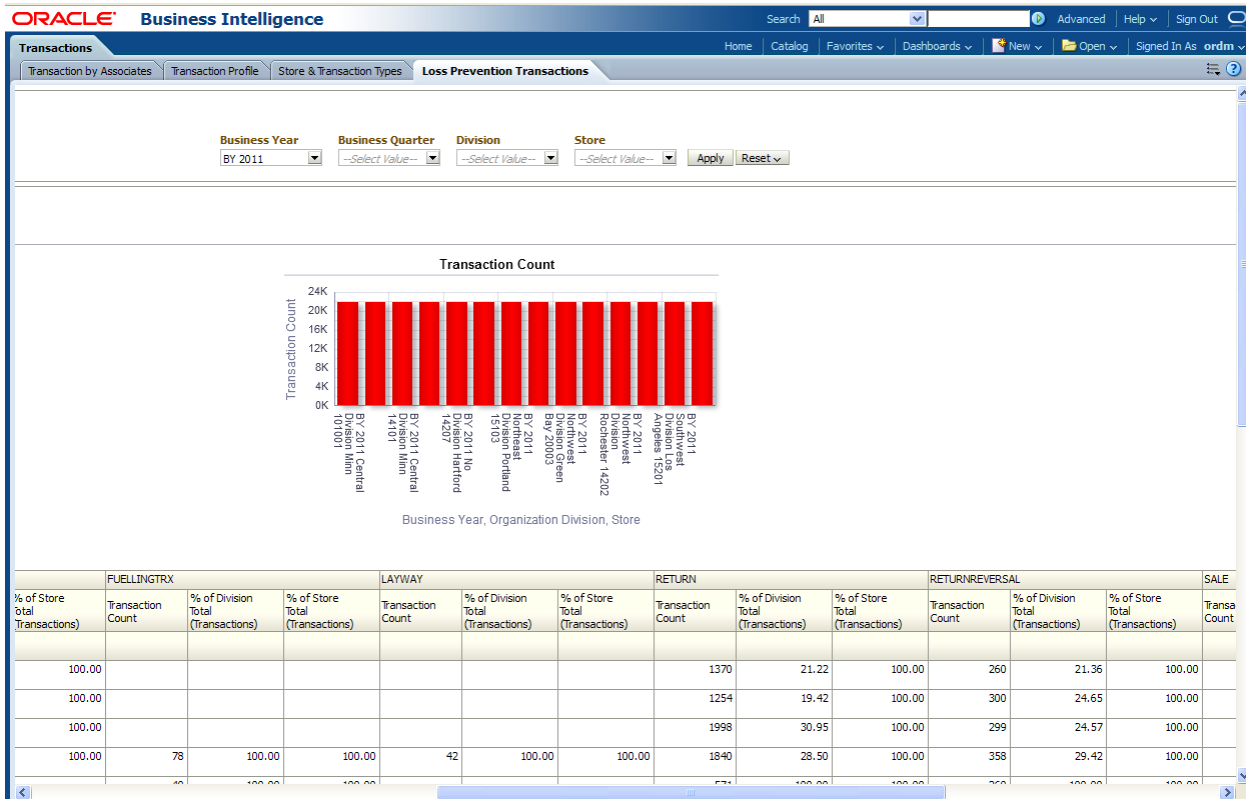 ORACLE Business Intelligence
Search All Advanced Help Sign Out
Transactions
Home Catalog Favorites Dashboards New Open Signed In As ordm
Transaction by Associates Transaction Profile Store & Transaction Types Loss Prevention Transactions
Business Year Business Quarter Division Store
BY 2011 --Select Value-- --Select Value-- --Select Value-- Apply Reset
Transaction Count
Transaction Count
24K
20K
16K
12K
8K
4K
0K
BY 2011 Central
Division Minn
101001
BY 2011 Central
Division Minn
14101
BY 2011 No
Division Hartford
14207
BY 2011
Northeast
Division Portland
15103
BY 2011
Northwest
Division Green
Bay 20003
BY 2011
Northwest
Division
Rochester 14202
BY 2011
Southwest
Division Los
Angeles 15201
Business Year, Organization Division, Store
FUELLINGTRX LAYWAY RETURN RETURNREVERSAL SALE
% of Store Total (Transactions) Transaction Count % of Division Total (Transactions) % of Store Total (Transactions) Transaction Count % of Division Total (Transactions) % of Store Total (Transactions) Transaction Count % of Division Total (Transactions) % of Store Total (Transactions) Transaction Count % of Division Total (Transactions) % of Store Total (Transactions) Transa Count
100.00 1370 21.22 100.00 260 21.36 100.00
100.00 1254 19.42 100.00 300 24.65 100.00
100.00 1998 30.95 100.00 299 24.57 100.00
100.00 78 100.00 100.00 42 100.00 100.00 1840 28.50 100.00 358 29.42 100.00